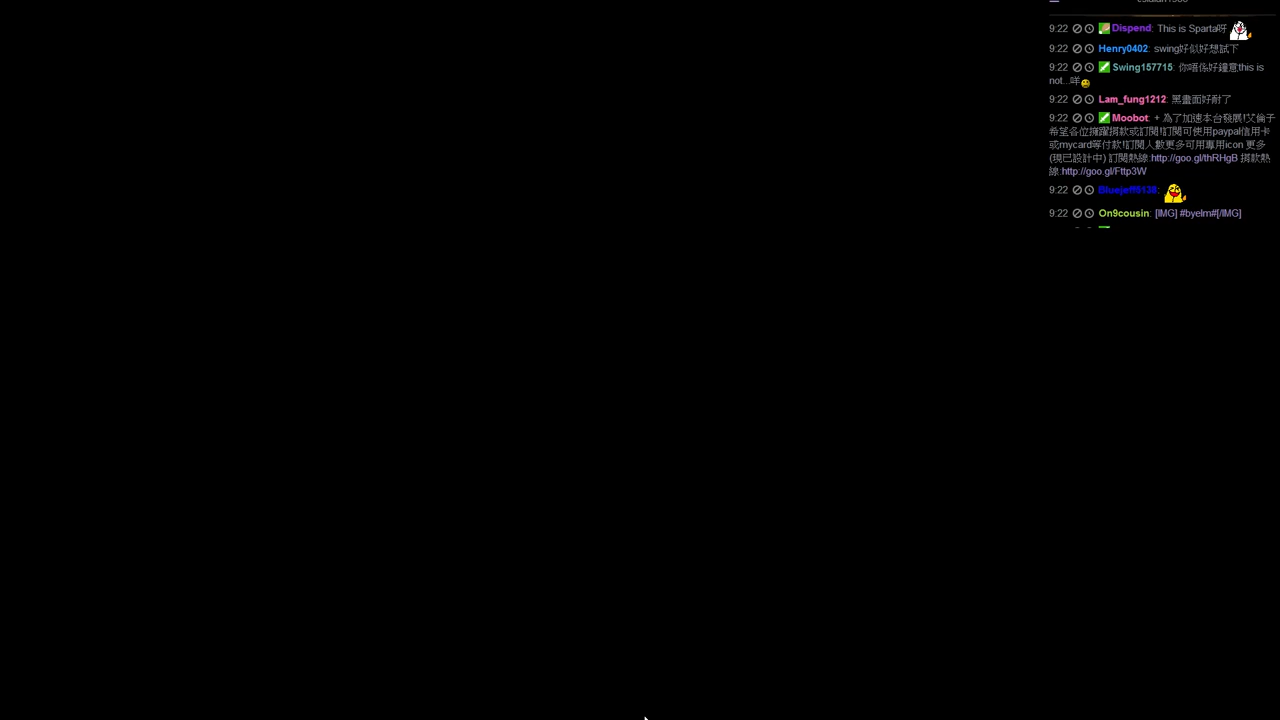 9:22 Dispend: This is Sparta呀
9:22 Henry0402: swing好似好想試下
9:22 Swing157715: 你唔係好鐘意this is
not...咩
9:22 Lam_fung1212: 黑畫面好耐了
9:22 Moobot: + 為了加速本台發展!艾倫子
希望各位踴躍捐款或訂閱!訂閱可使用paypal信用卡
或mycard等付款!訂閱人數更多可用專用icon 更多
(現已設計中) 訂閱熱線:http://goo.gl/thRHgB 捐款熱
線:http://goo.gl/Fttp3W
9:22 Bluejeff5138:
9:22 On9cousin: [IMG] #byelm#[/IMG]